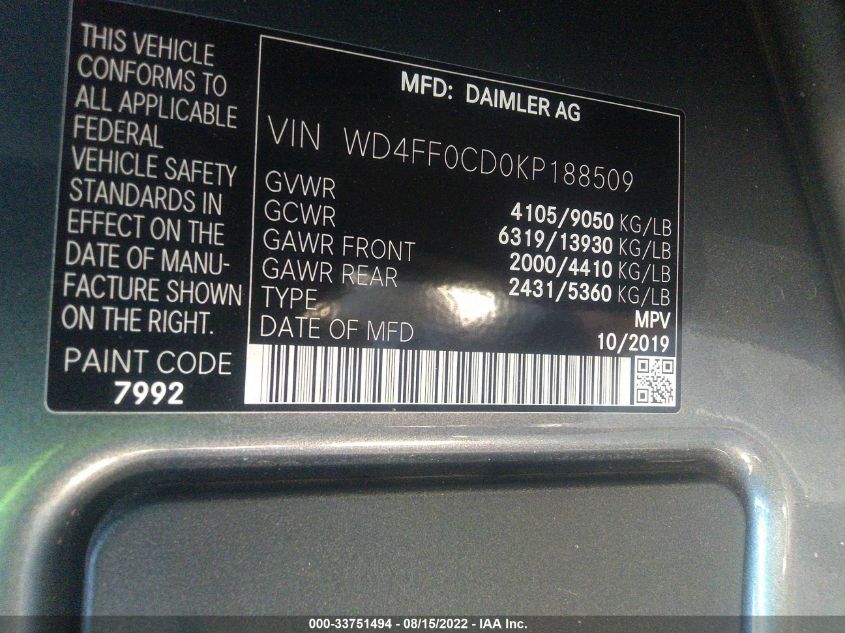 THIS VEHICLE
CONFORMS TO
ALL APPLICABLE
FEDERAL
VEHICLE SAFETY
STANDARDS IN
EFFECT ON THE
DATE OF MANU-
FACTURE SHOWN
ON THE RIGHT.
PAINT CODE
7992
MFD: DAIMLER AG
VIN WD4FF0CD0KP188509
GVWR 4105/9050 KG/LB
GCWR 6319/13930 KG/LB
GAWR FRONT 2000/4410 KG/LB
GAWR REAR 2431/5360 KG/LB
TYPE MPV
DATE OF MFD 10/2019
000-33751494 - 08/15/2022 - IAA Inc.